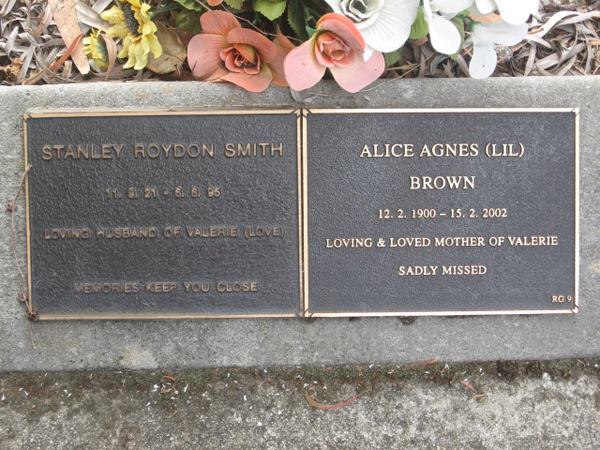 STANLEY ROYDON SMITH
11. 9. 21 - 6. 6. 95
LOVING HUSBAND OF VALERIE (LOVE)
MEMORIES KEEP YOU CLOSE
ALICE AGNES (LIL)
BROWN
12. 2. 1900 - 15. 2. 2002
LOVING & LOVED MOTHER OF VALERIE
SADLY MISSED
RG 9